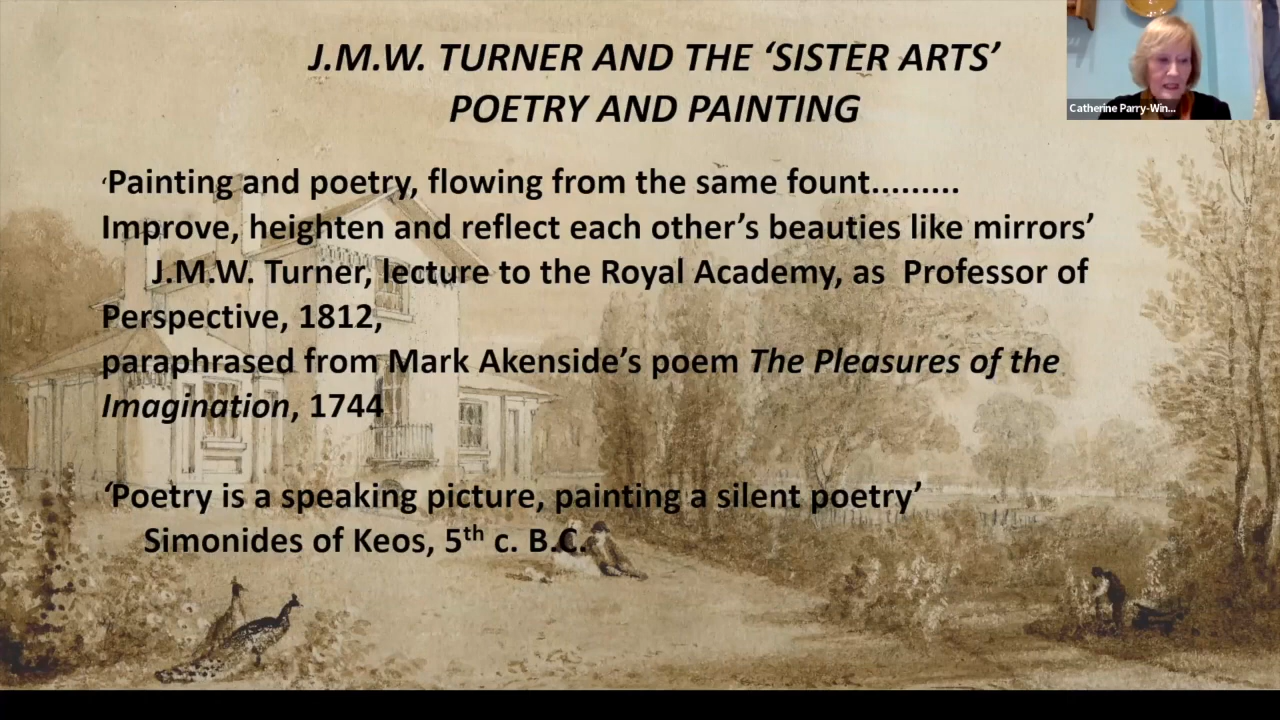 J.M.W. TURNER AND THE ‘SISTER ARTS’
POETRY AND PAINTING
Catherine Parry-Win...
‘Painting and poetry, flowing from the same fount.........
Improve, heighten and reflect each other’s beauties like mirrors’
J.M.W. Turner, lecture to the Royal Academy, as Professor of
Perspective, 1812,
paraphrased from Mark Akenside’s poem The Pleasures of the
Imagination, 1744
‘Poetry is a speaking picture, painting a silent poetry’
Simonides of Keos, 5th c. B.C.